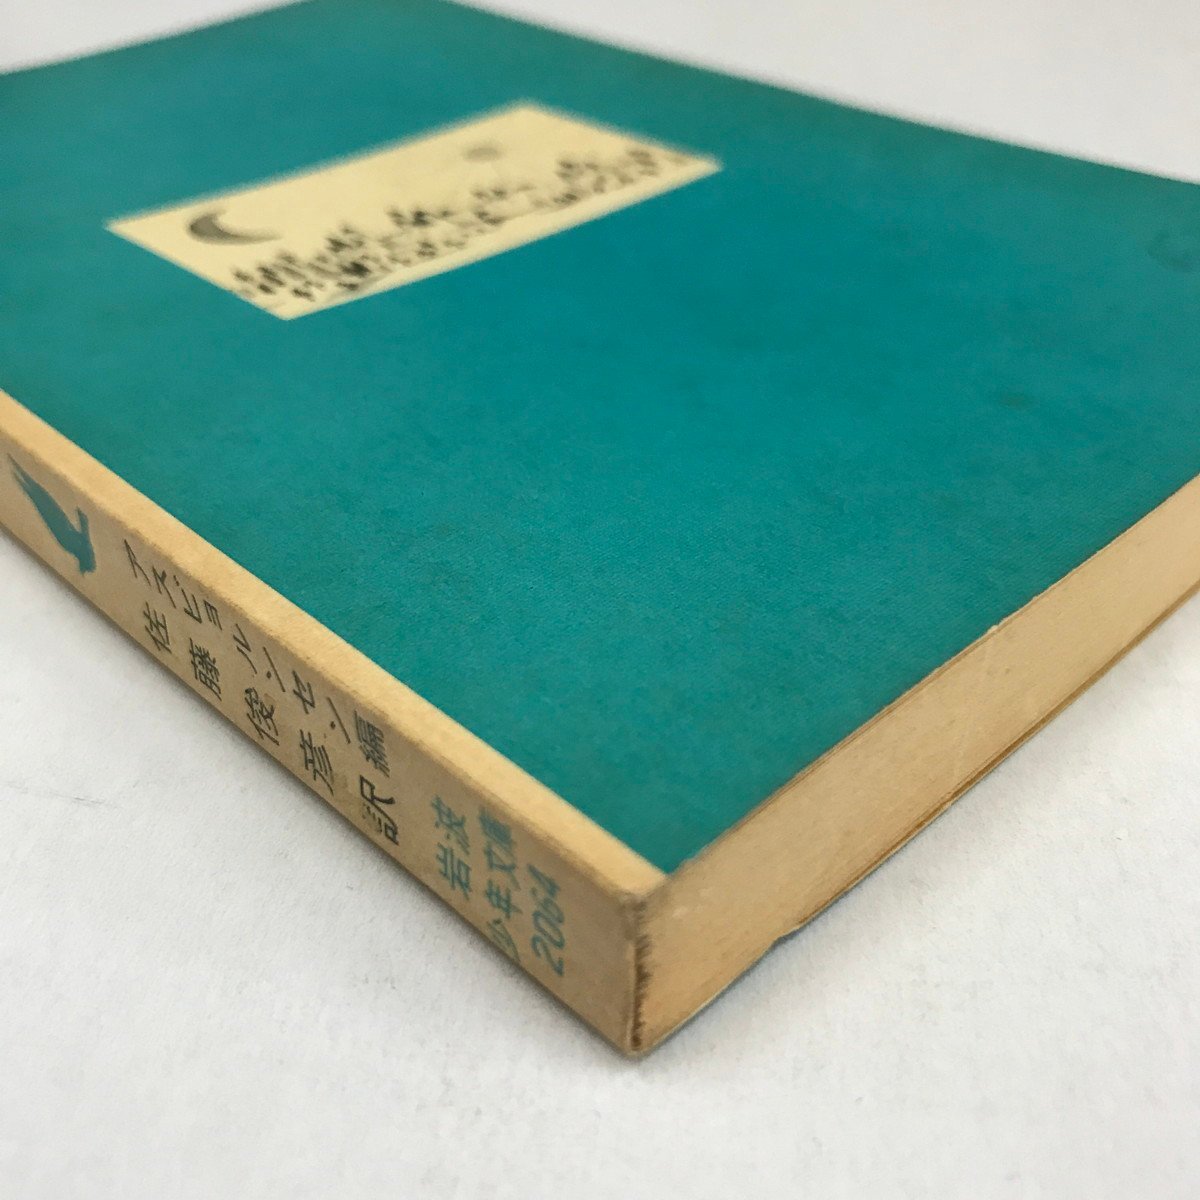 アスビョルンセン編
佐藤俊彦訳
岩波
少年文庫
2064